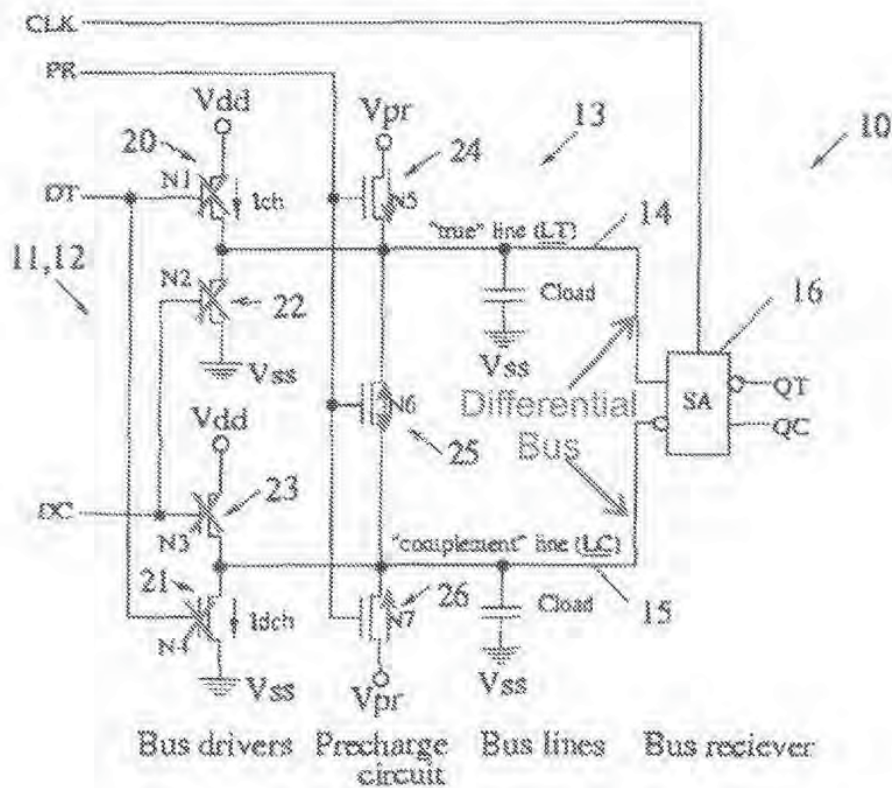 CLK
PR
Vdd
Vpr
13
10
20
24
N1
DT
Ich
N5
"true" line (LT)
14
11,12
N2
22
Cload
16
Vss
Vss
N6
Differential
Bus
SA
QT
QC
Vdd
25
23
DC
N3
"complement" line (LC)
21
26
Idch
N7
Cload
15
N4
Vss
Vpr
Vss
Bus drivers
Precharge
circuit
Bus lines
Bus reciever